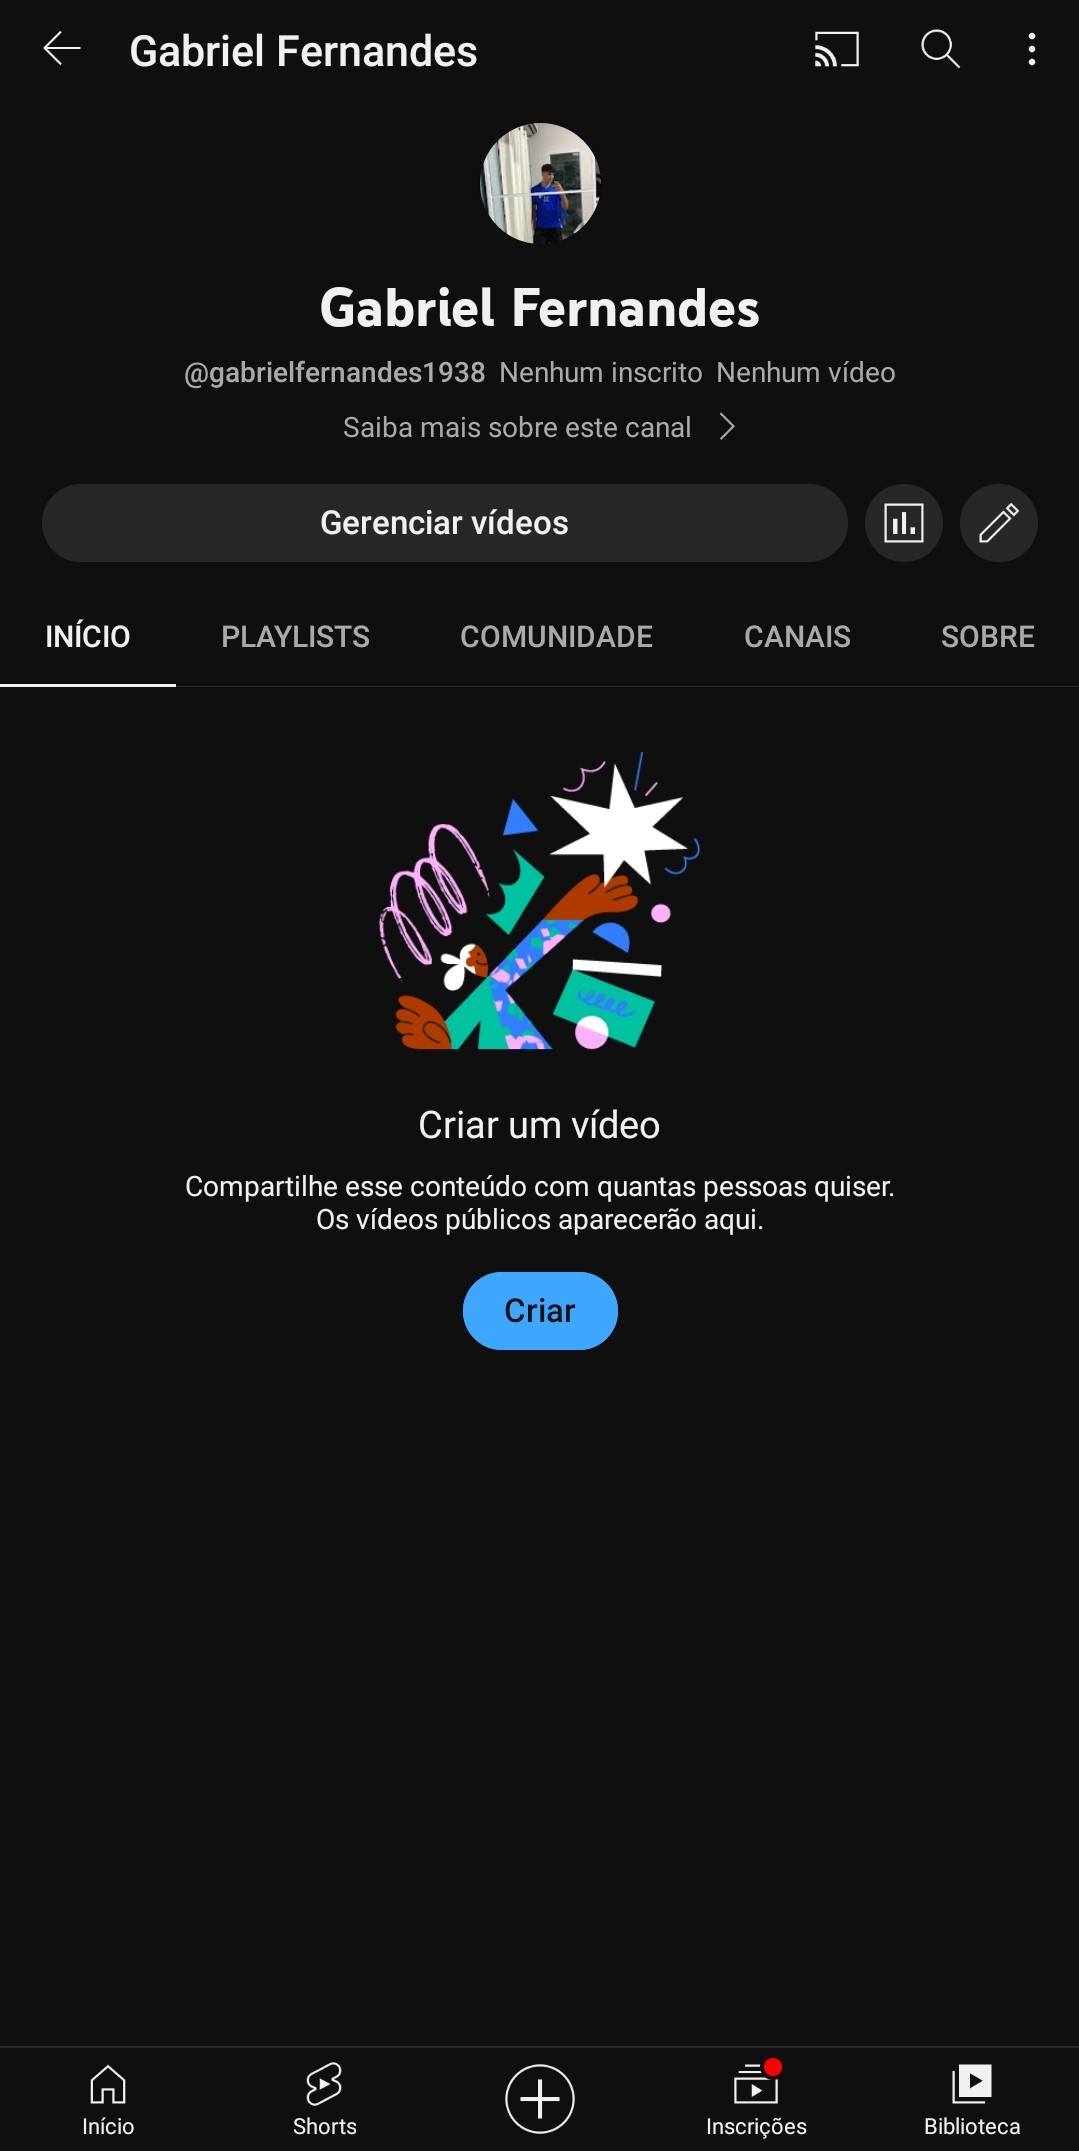 Gabriel Fernandes
Gabriel Fernandes
@gabrielfernandes1938 Nenhum inscrito Nenhum vídeo
Saiba mais sobre este canal
Gerenciar vídeos
INÍCIO PLAYLISTS COMUNIDADE CANAIS SOBRE
Criar um vídeo
Compartilhe esse conteúdo com quantas pessoas quiser.
Os vídeos públicos aparecerão aqui.
Criar
Início Shorts Inscrições Biblioteca